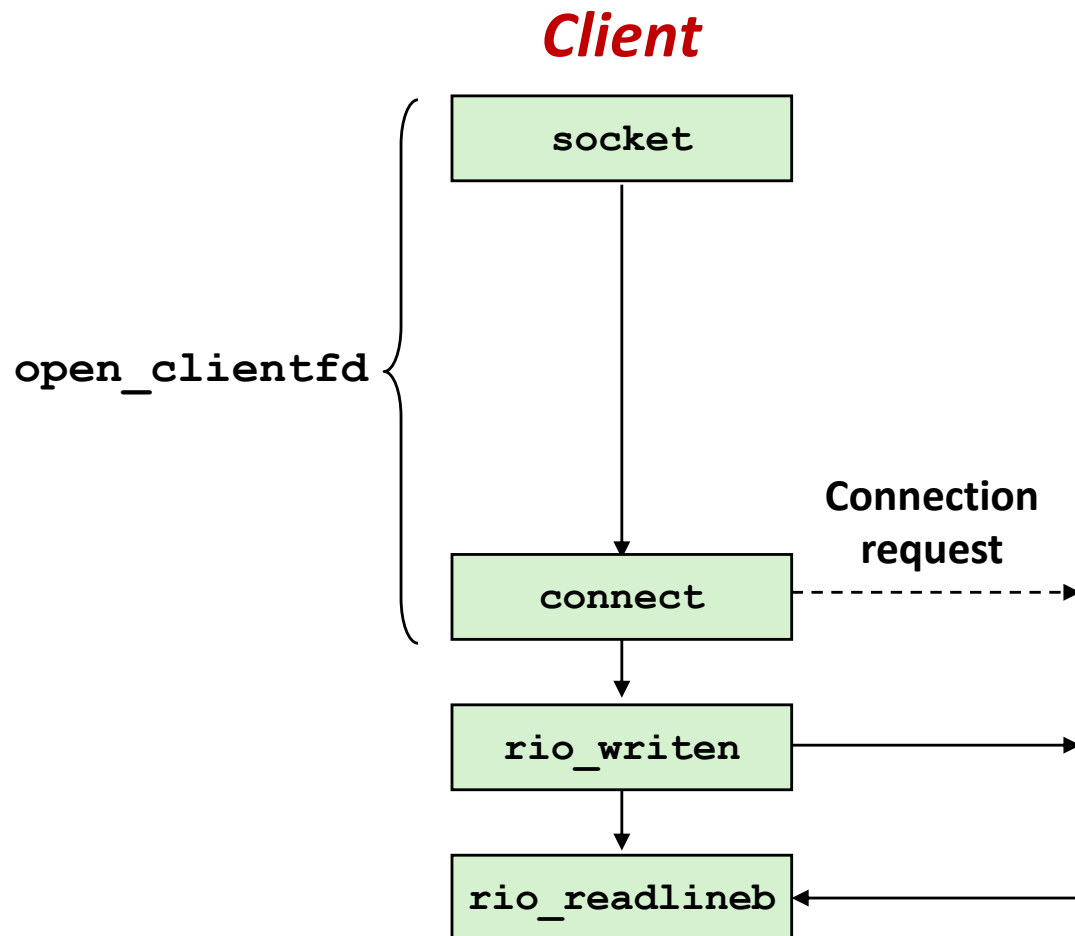 Client
socket
open_clientfd
Connection
request
connect
rio_writen
rio_readlineb